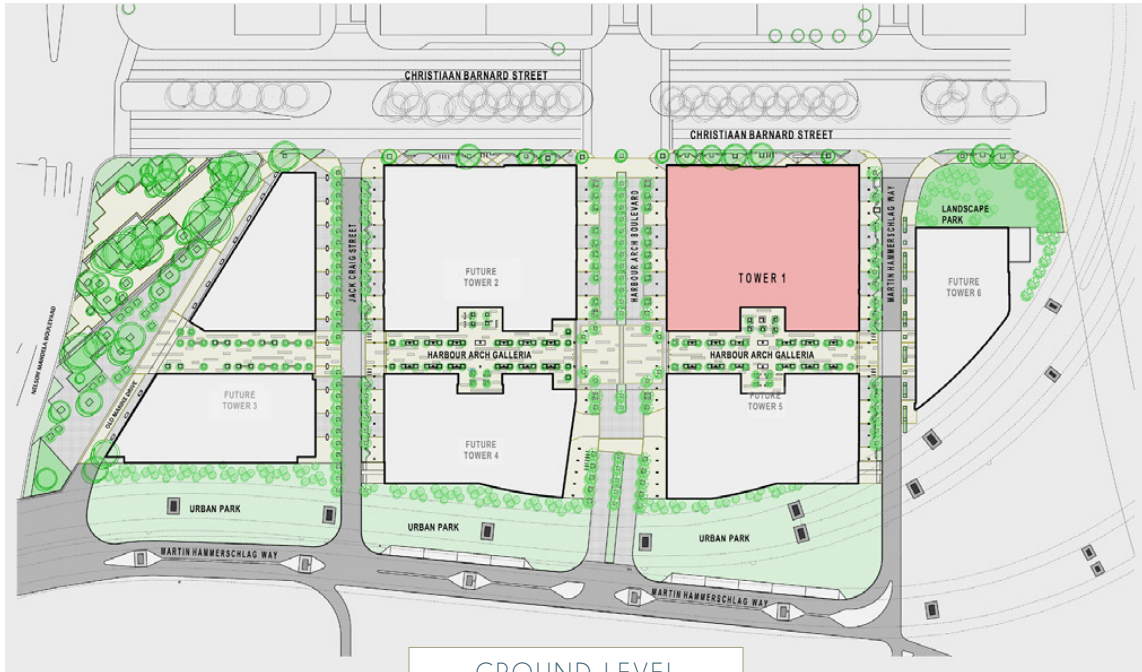 CHRISTIAAN BARNARD STREET
CHRISTIAAN BARNARD STREET
NELSON MANDELA BOULEVARD
OLD MARINE DRIVE
JACK CRAIG STREET
FUTURE
TOWER 2
HARBOUR ARCH BOULEVARD
TOWER 1
MARTIN HAMMERSCHLAG WAY
LANDSCAPE
PARK
FUTURE
TOWER 6
HARBOUR ARCH GALLERIA
HARBOUR ARCH GALLERIA
FUTURE
TOWER 3
FUTURE
TOWER 4
FUTURE
TOWER 5
URBAN PARK
URBAN PARK
URBAN PARK
MARTIN HAMMERSCHLAG WAY
MARTIN HAMMERSCHLAG WAY
GROUND LEVEL